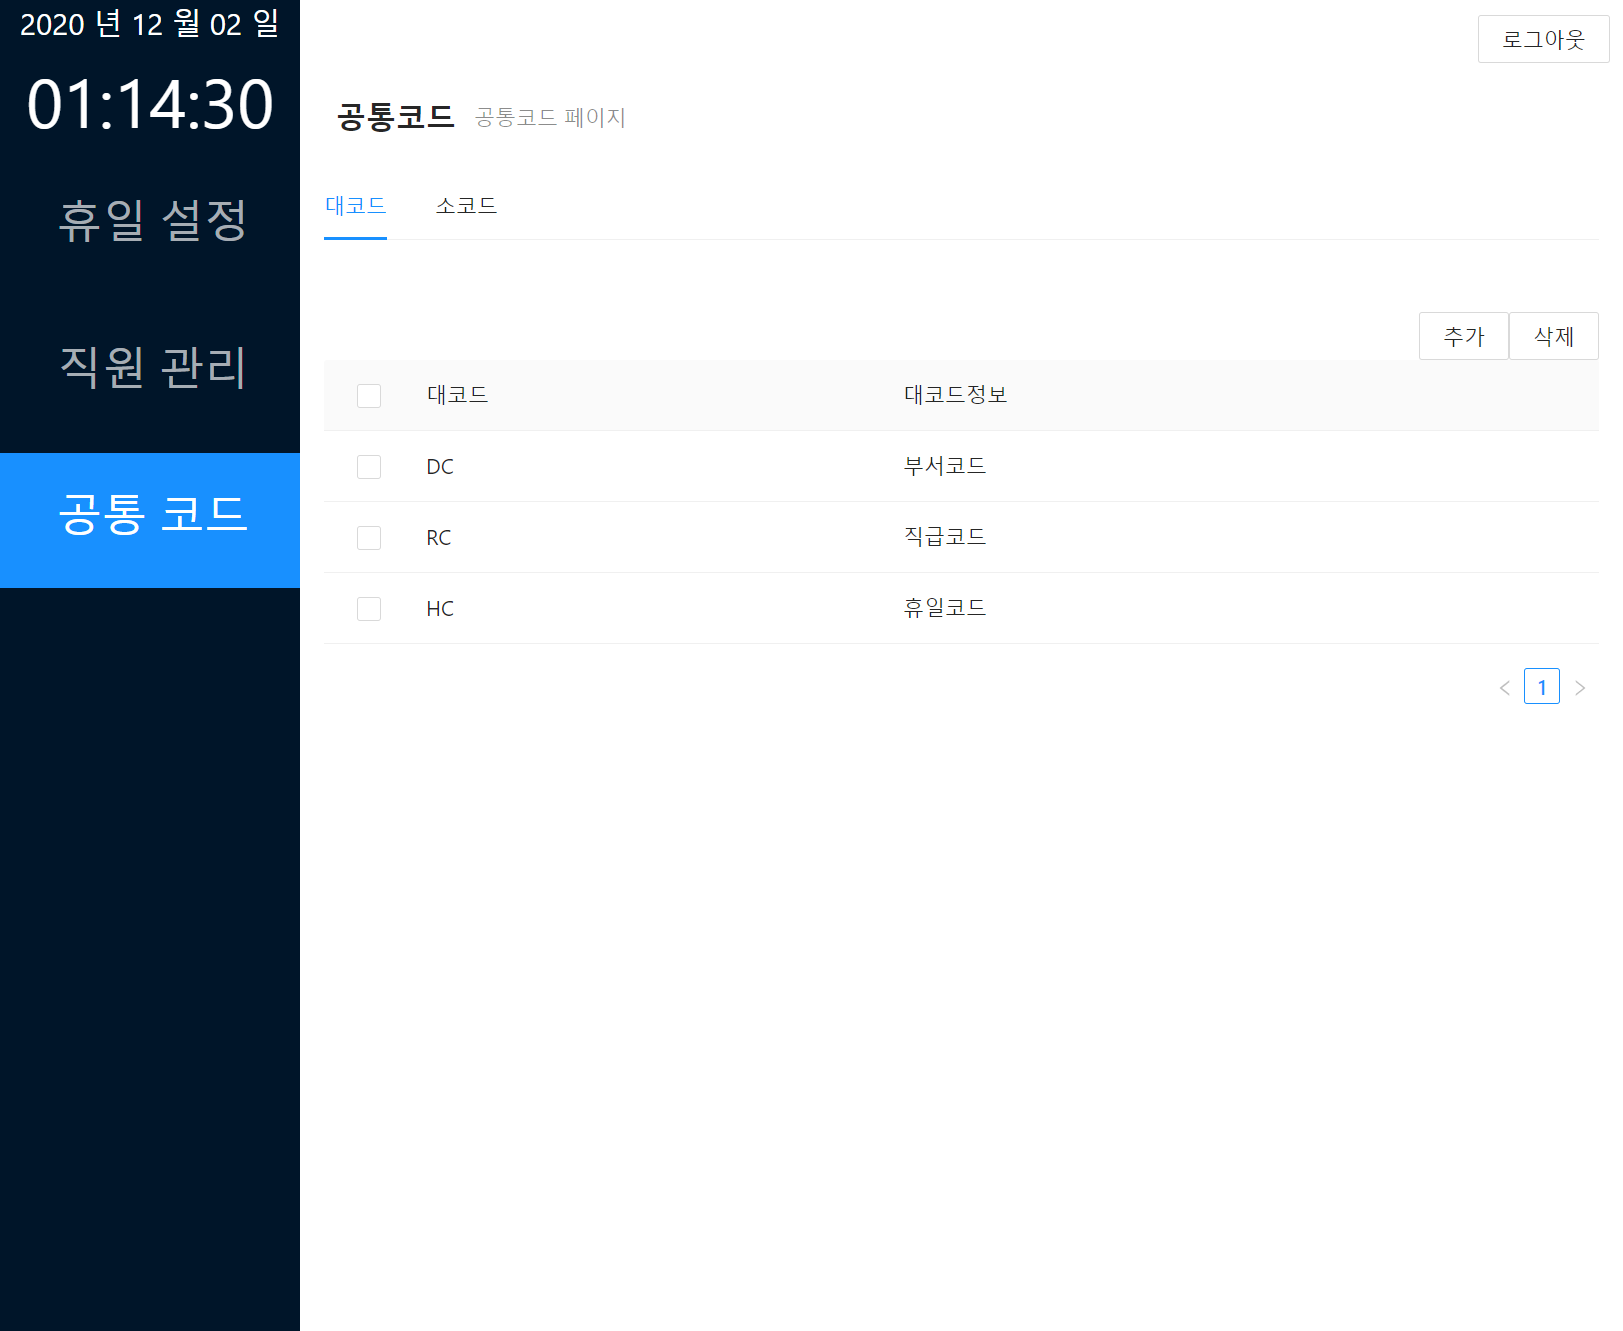 2020 년 12 월 02 일
01:14:30
휴일 설정
직원 관리
공통 코드
로그아웃
공통코드 공통코드 페이지
대코드 소코드
추가 삭제
대코드 대코드정보
DC 부서코드
RC 직급코드
HC 휴일코드
< 1 >